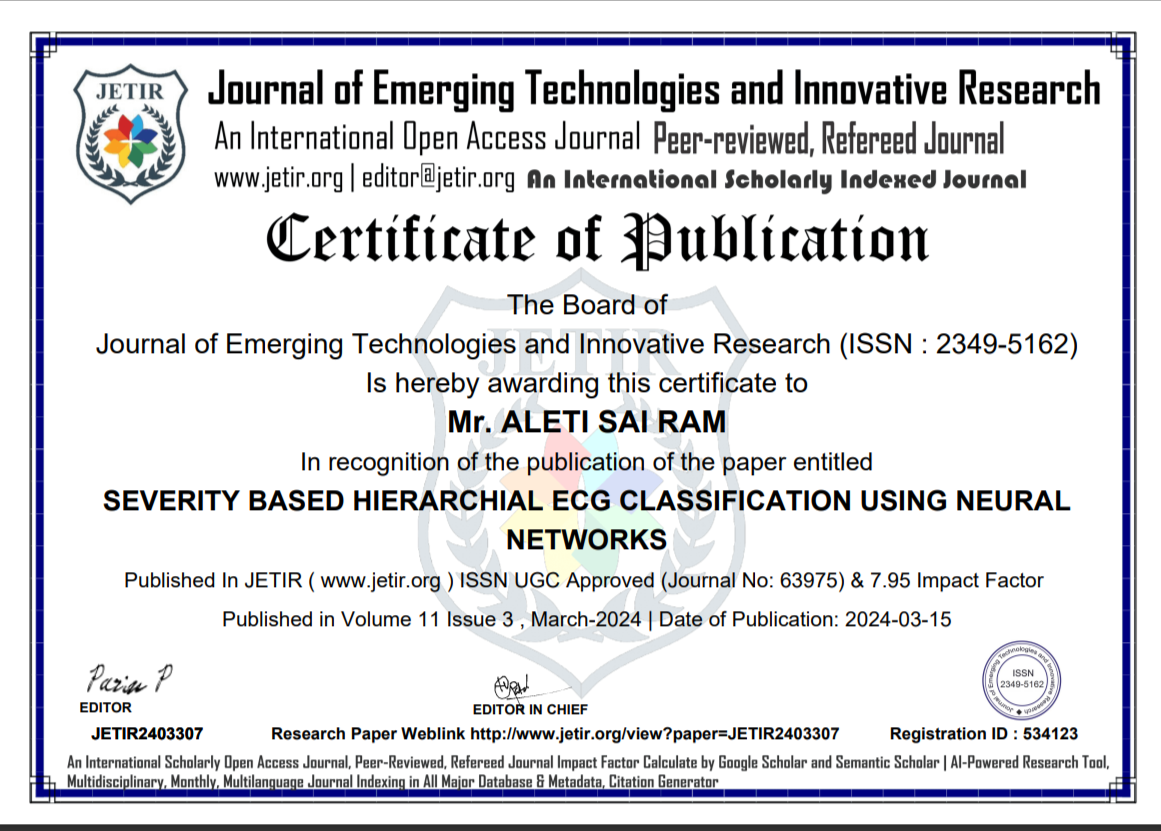 JETIR
Journal of Emerging Technologies and Innovative Research
An International Open Access Journal Peer-reviewed, Refereed Journal
www.jetir.org | editor@jetir.org An International Scholarly Indexed Journal
Certificate of Publication
The Board of
Journal of Emerging Technologies and Innovative Research (ISSN : 2349-5162)
Is hereby awarding this certificate to
Mr. ALETI SAI RAM
In recognition of the publication of the paper entitled
SEVERITY BASED HIERARCHIAL ECG CLASSIFICATION USING NEURAL
NETWORKS
Published In JETIR ( www.jetir.org ) ISSN UGC Approved (Journal No: 63975) & 7.95 Impact Factor
Published in Volume 11 Issue 3 , March-2024 | Date of Publication: 2024-03-15
EDITOR
EDITOR IN CHIEF
Journal of Emerging Technologies and Innovative Research
ISSN
2349-5162
JETIR2403307
Research Paper Weblink http://www.jetir.org/view?paper=JETIR2403307
Registration ID : 534123
An International Scholarly Open Access Journal, Peer-Reviewed, Refereed Journal Impact Factor Calculate by Google Scholar and Semantic Scholar | AI-Powered Research Tool,
Multidisciplinary, Monthly, Multilanguage Journal Indexing in All Major Database & Metadata, Citation Generator
JETIR